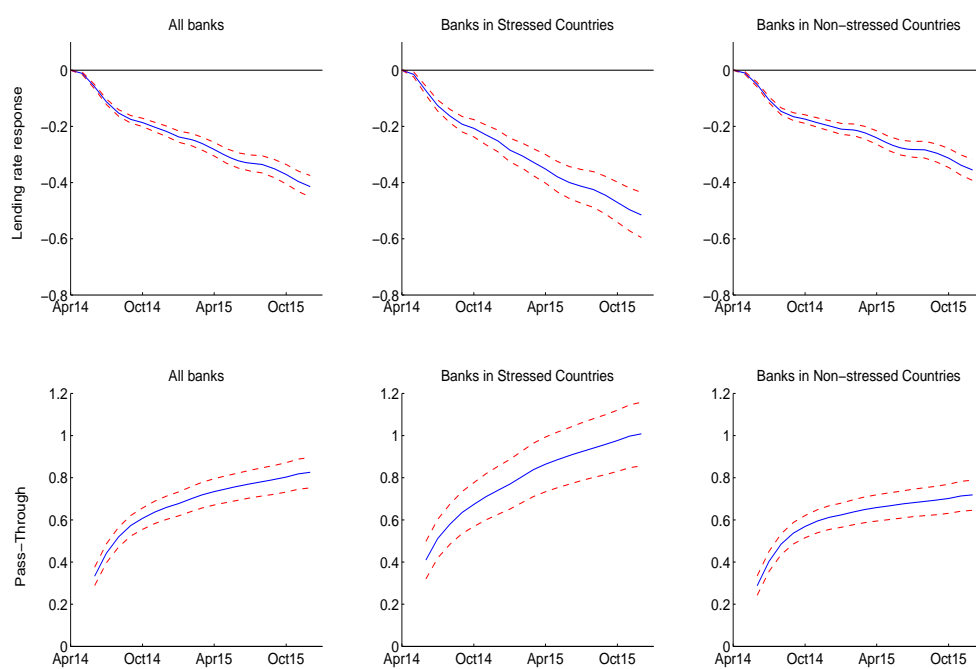 All banks
Banks in Stressed Countries
Banks in Non−stressed Countries
Lending rate response
0
−0.2
−0.4
−0.6
−0.8
Apr14 Oct14 Apr15 Oct15
0
−0.2
−0.4
−0.6
−0.8
Apr14 Oct14 Apr15 Oct15
0
−0.2
−0.4
−0.6
−0.8
Apr14 Oct14 Apr15 Oct15
All banks
Banks in Stressed Countries
Banks in Non−stressed Countries
Pass−Through
1.2
1
0.8
0.6
0.4
0.2
0
Apr14 Oct14 Apr15 Oct15
1.2
1
0.8
0.6
0.4
0.2
0
Apr14 Oct14 Apr15 Oct15
1.2
1
0.8
0.6
0.4
0.2
0
Apr14 Oct14 Apr15 Oct15